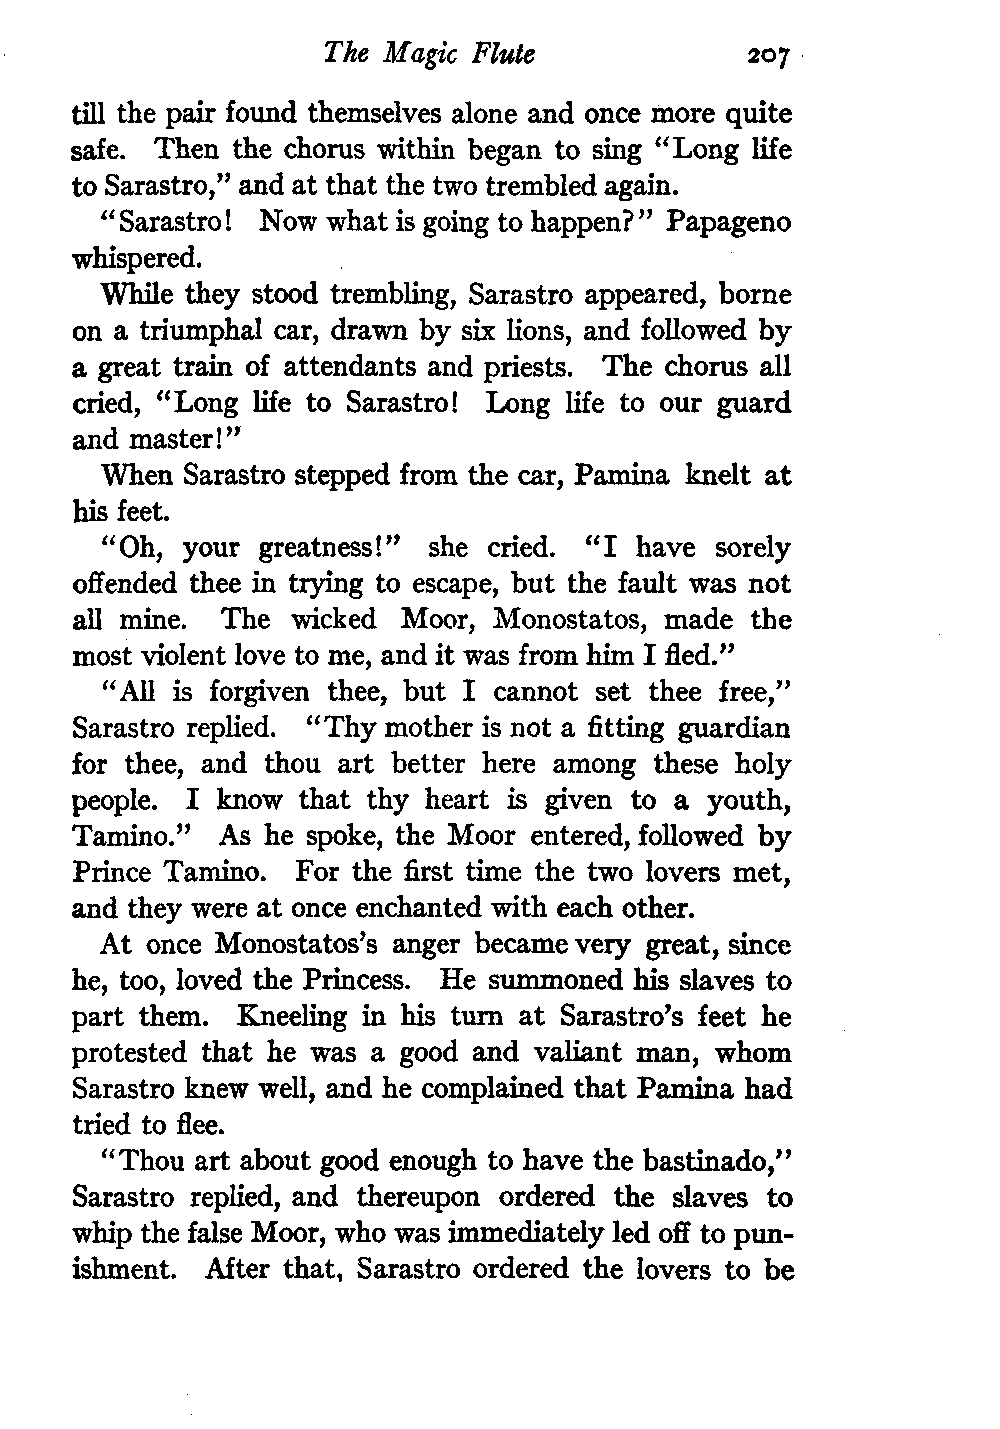 The Magic Flute 207
till the pair found themselves alone and once more quite
safe. Then the chorus within began to sing “Long life
to Sarastro,” and at that the two trembled again.
“Sarastro! Now what is going to happen?” Papageno
whispered.
While they stood trembling, Sarastro appeared, borne
on a triumphal car, drawn by six lions, and followed by
a great train of attendants and priests. The chorus all
cried, “Long life to Sarastro! Long life to our guard
and master!”
When Sarastro stepped from the car, Pamina knelt at
his feet.
“Oh, your greatness!” she cried. “I have sorely
offended thee in trying to escape, but the fault was not
all mine. The wicked Moor, Monostatos, made the
most violent love to me, and it was from him I fled.”
“All is forgiven thee, but I cannot set thee free,”
Sarastro replied. “Thy mother is not a fitting guardian
for thee, and thou art better here among these holy
people. I know that thy heart is given to a youth,
Tamino.” As he spoke, the Moor entered, followed by
Prince Tamino. For the first time the two lovers met,
and they were at once enchanted with each other.
At once Monostatos’s anger became very great, since
he, too, loved the Princess. He summoned his slaves to
part them. Kneeling in his turn at Sarastro’s feet he
protested that he was a good and valiant man, whom
Sarastro knew well, and he complained that Pamina had
tried to flee.
“Thou art about good enough to have the bastinado,”
Sarastro replied, and thereupon ordered the slaves to
whip the false Moor, who was immediately led off to pun-
ishment. After that, Sarastro ordered the lovers to be